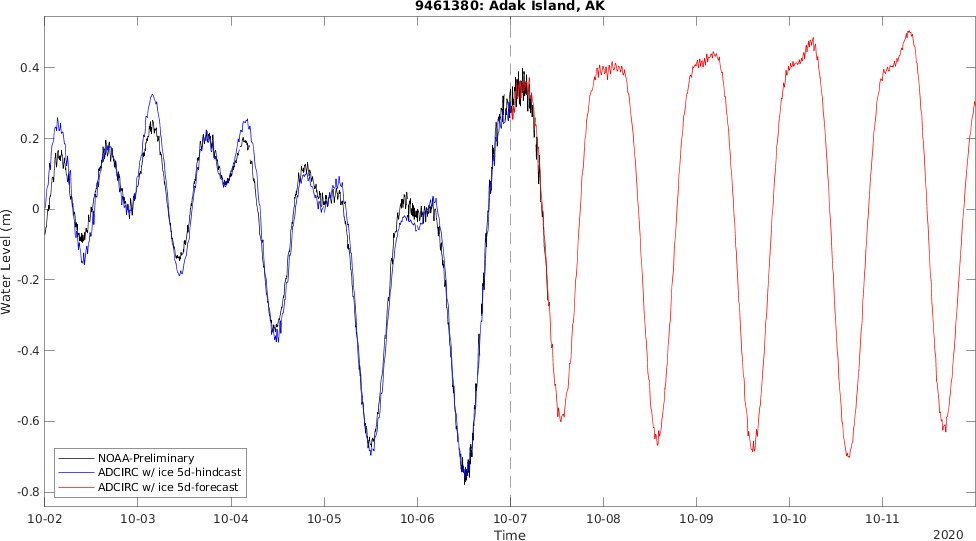 9461380: Adak Island, AK
0.4
0.2
0
-0.2
-0.4
-0.6
-0.8
Water Level (m)
NOAA-Preliminary
ADCIRC w/ ice 5d-hindcast
ADCIRC w/ ice 5d-forecast
10-02 10-03 10-04 10-05 10-06 10-07 10-08 10-09 10-10 10-11
Time
2020